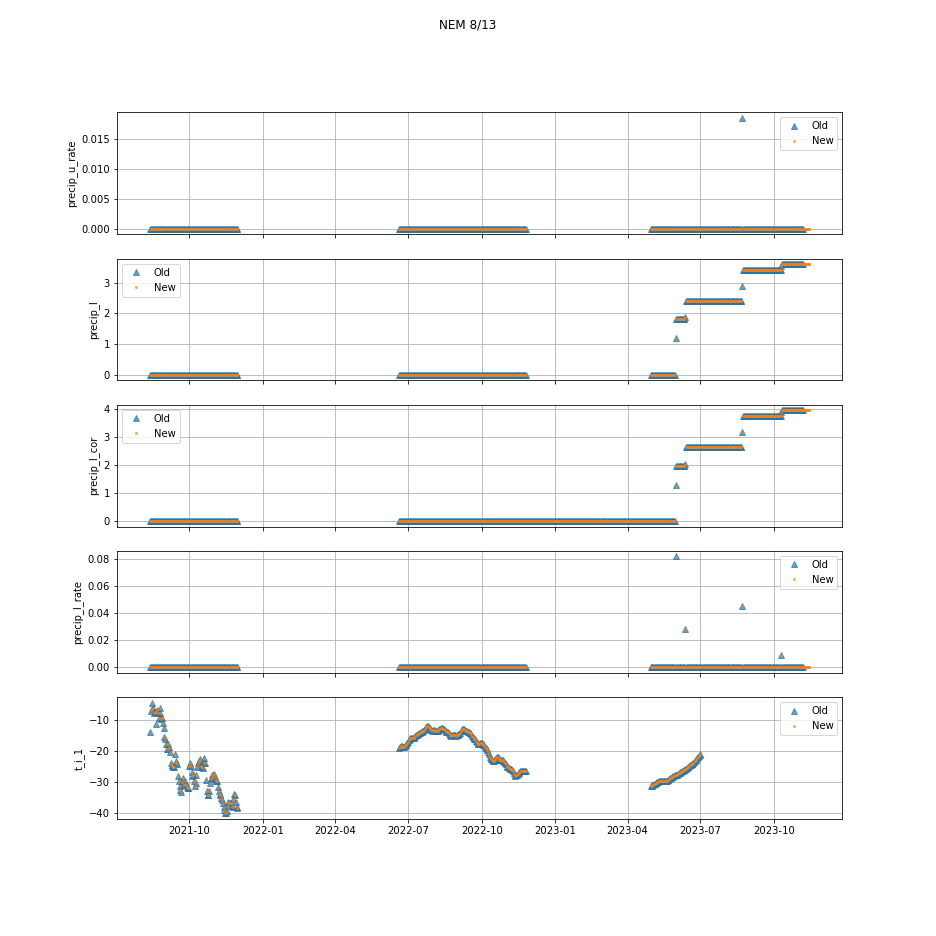 NEM 8/13
precip_u_rate
0.015
0.010
0.005
0.000
Old
New
precip_l
3
2
1
0
Old
New
precip_l_cor
4
3
2
1
0
Old
New
precip_l_rate
0.08
0.06
0.04
0.02
0.00
Old
New
t_i_1
−10
−20
−30
−40
Old
New
2021-10 2022-01 2022-04 2022-07 2022-10 2023-01 2023-04 2023-07 2023-10